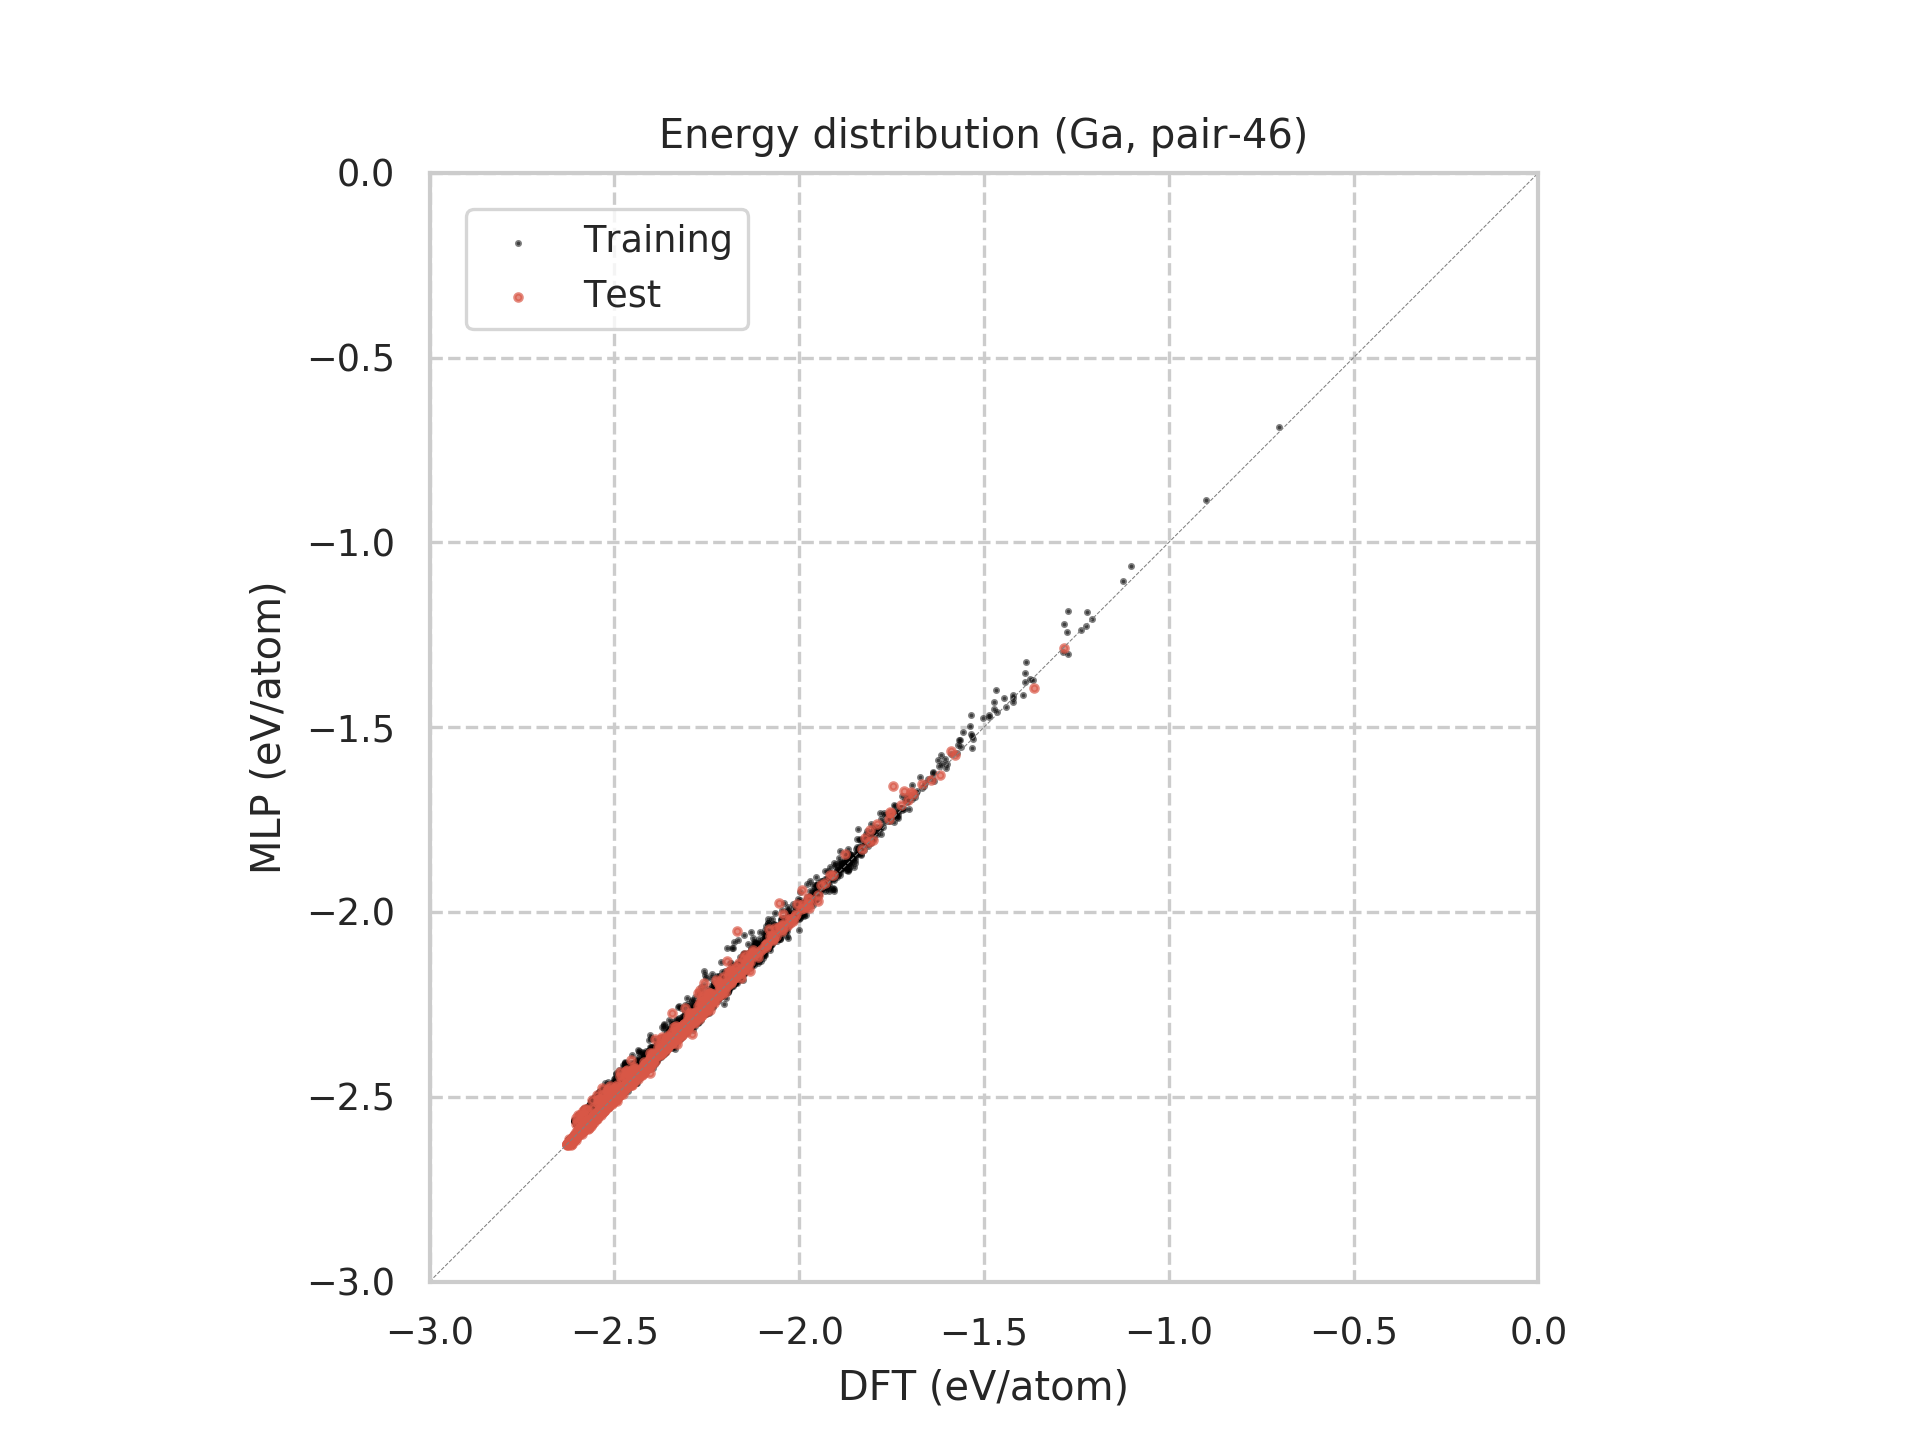 Energy distribution (Ga, pair-46)
0.0
−0.5
−1.0
−1.5
−2.0
−2.5
−3.0
MLP (eV/atom)
Training
Test
−3.0
−2.5
−2.0
−1.5
−1.0
−0.5
0.0
DFT (eV/atom)